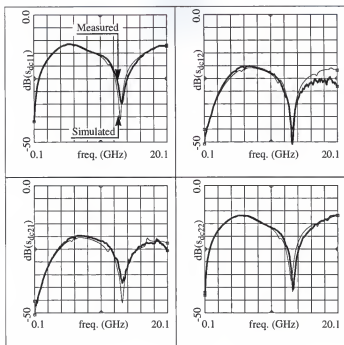 0.0
Measured
dB(s_dc11)
Simulated
-50
0.1 freq. (GHz) 20.1
0.0
dB(s_dc12)
-50
0.1 freq. (GHz) 20.1
0.0
dB(s_dc21)
-50
0.1 freq. (GHz) 20.1
0.0
dB(s_dc22)
-50
0.1 freq. (GHz) 20.1